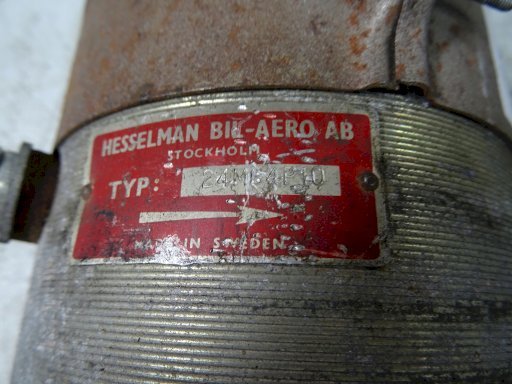 HESSELMAN BIL-AERO AB
STOCKHOLM
TYP:
MADE IN SWEDEN